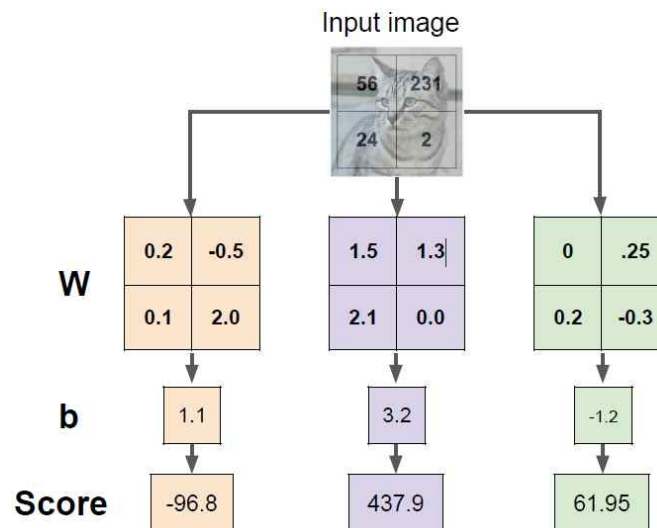 Input image
56 231
24 2
W
0.2 -0.5 1.5 1.3 0 .25
0.1 2.0 2.1 0.0 0.2 -0.3
b 1.1 3.2 -1.2
Score -96.8 437.9 61.95